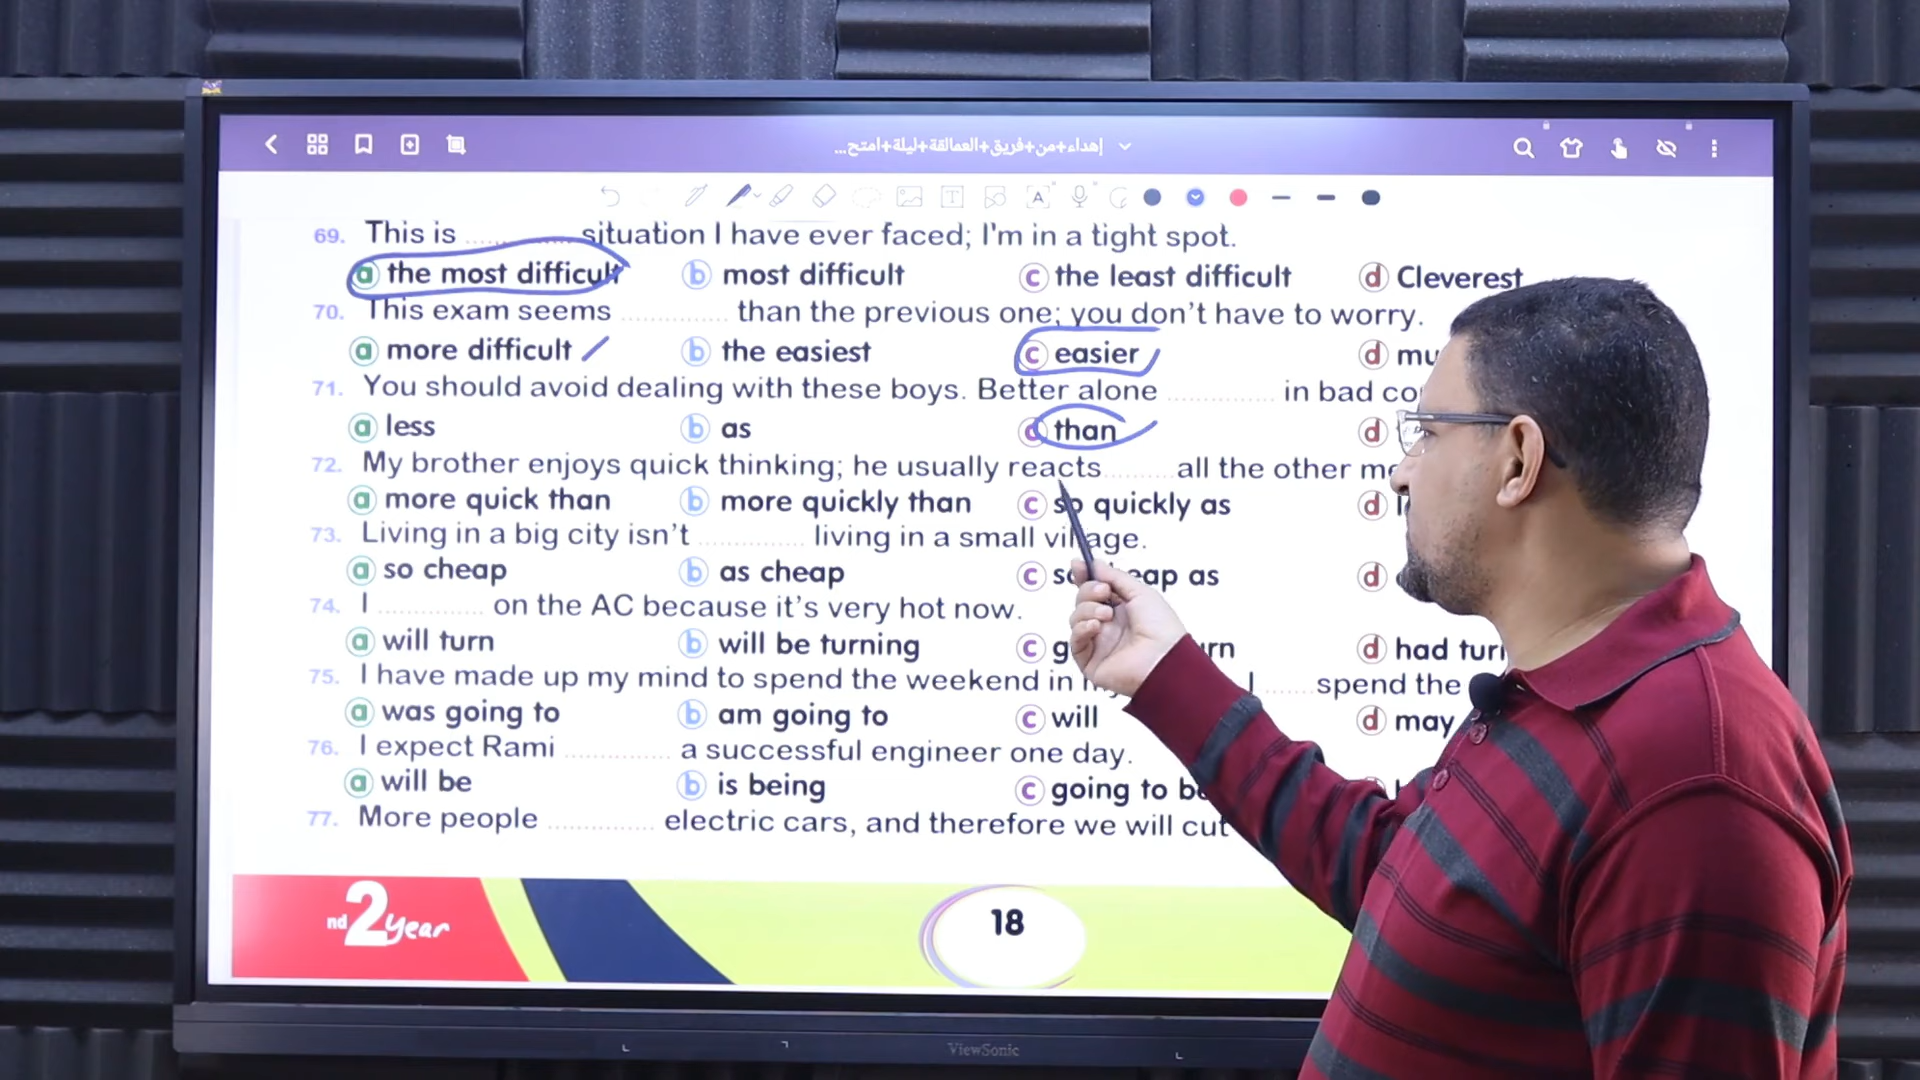 إهداء+من+فريق+العمالقة+ليلة+امتح...
69. This is .............. situation I have ever faced; I'm in a tight spot.
a the most difficult b most difficult c the least difficult d Cleverest
70. This exam seems .............. than the previous one; you don't have to worry.
a more difficult b the easiest c easier d mu
71. You should avoid dealing with these boys. Better alone .............. in bad co
a less b as c than d
72. My brother enjoys quick thinking; he usually reacts ......... all the other me
a more quick than b more quickly than c so quickly as d
73. Living in a big city isn't .............. living in a small village.
a so cheap b as cheap c so cheap as d
74. I .............. on the AC because it's very hot now.
a will turn b will be turning c g rn d had turn
75. I have made up my mind to spend the weekend in my I ...... spend the
a was going to b am going to c will d may
76. I expect Rami .............. a successful engineer one day.
a will be b is being c going to be
77. More people .............. electric cars, and therefore we will cut
2nd year
18
ViewSonic